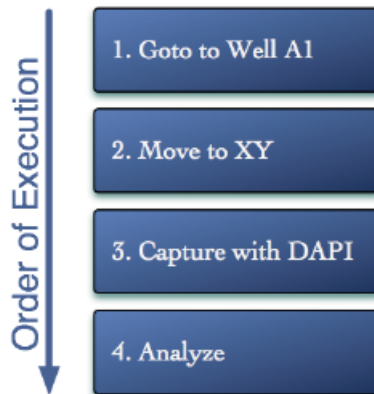 Order of Execution
1. Goto to Well A1
2. Move to XY
3. Capture with DAPI
4. Analyze